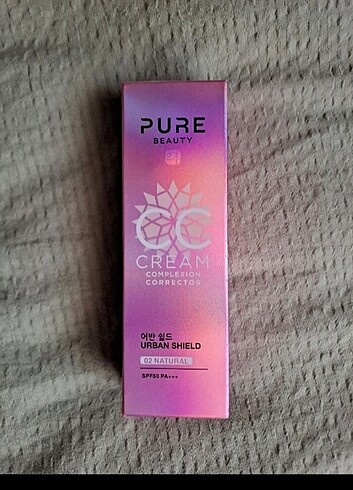 PURE
BEAUTY
CC
CREAM
COMPLEXION
CORRECTOR
어반 쉴드
URBAN SHIELD
02 NATURAL
SPF50 PA+++